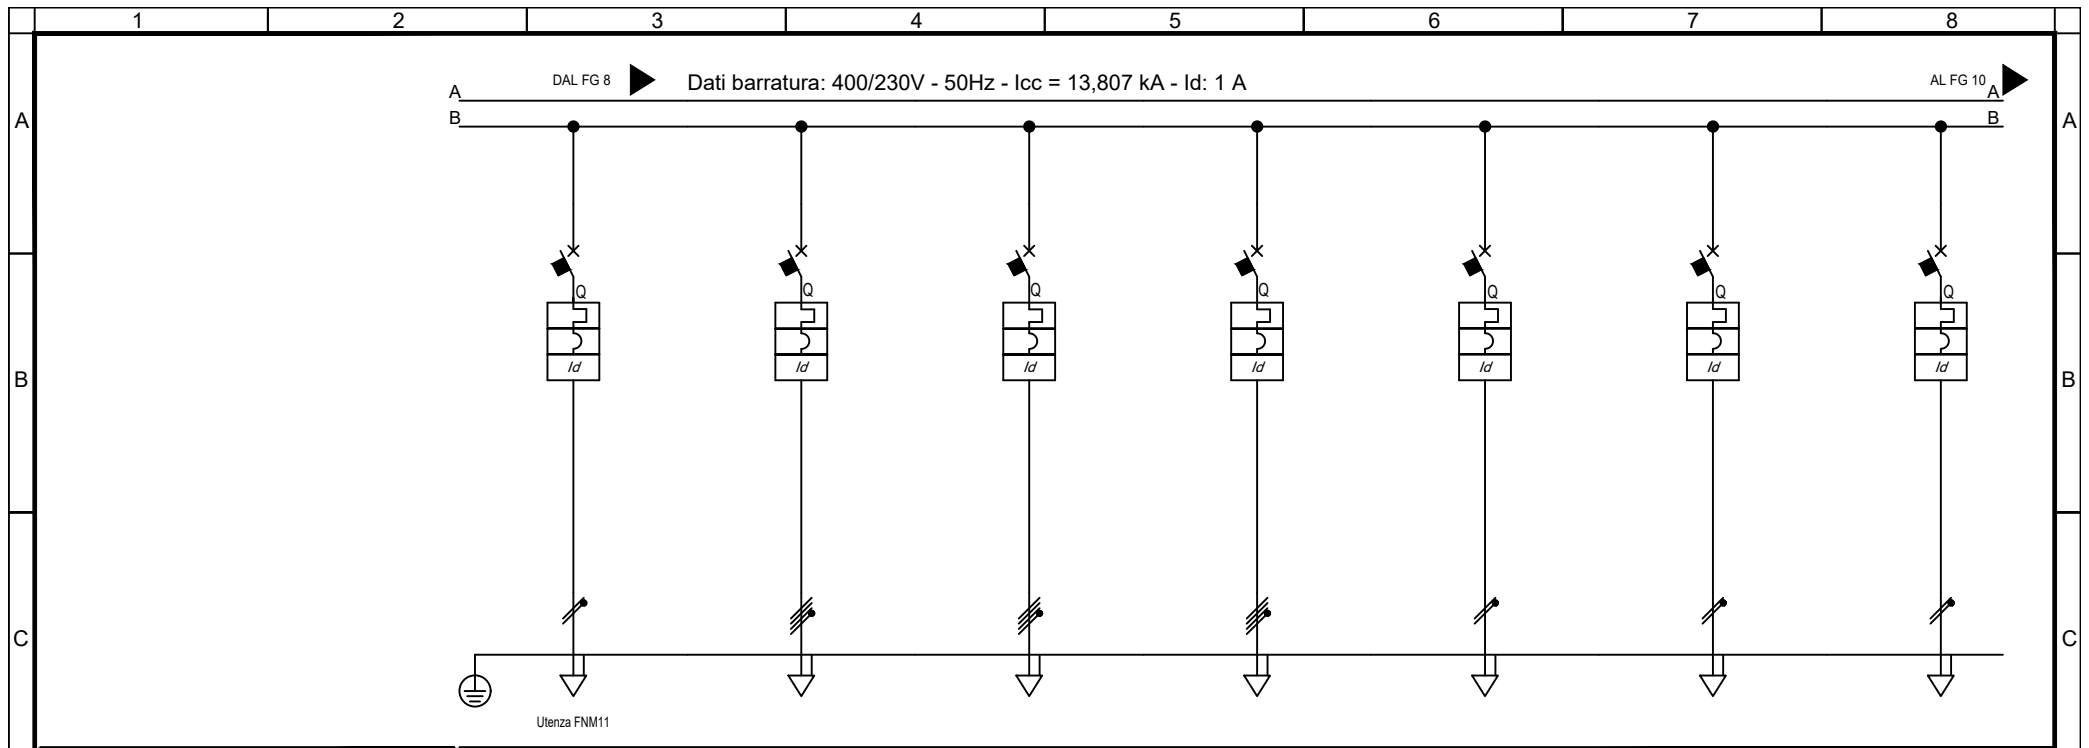 1 2 3 4 5 6 7 8
DAL FG 8 Dati barratura: 400/230V - 50Hz - Icc = 13,807 kA - Id: 1 A AL FG 10
A A
A A
B B
Q Q Q Q Q Q Q
Id Id Id Id Id Id Id
B B
C C
Utenza FNM11